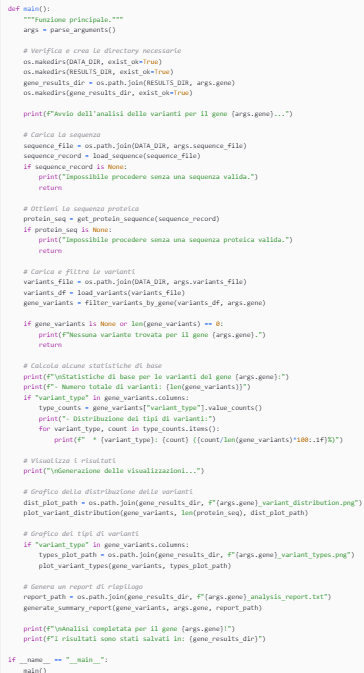 def main():
    """Funzione principale."""
    args = parse_arguments()

    # Verifica e crea le directory necessarie
    os.makedirs(DATA_DIR, exist_ok=True)
    os.makedirs(RESULTS_DIR, exist_ok=True)
    gene_results_dir = os.path.join(RESULTS_DIR, args.gene)
    os.makedirs(gene_results_dir, exist_ok=True)

    print(f"Avvio dell'analisi delle varianti per il gene {args.gene}...")

    # Carica la sequenza
    sequence_file = os.path.join(DATA_DIR, args.sequence_file)
    sequence_record = load_sequence(sequence_file)
    if sequence_record is None:
        print("Impossibile procedere senza una sequenza valida.")
        return

    # Ottieni la sequenza proteica
    protein_seq = get_protein_sequence(sequence_record)
    if protein_seq is None:
        print("Impossibile procedere senza una sequenza proteica valida.")
        return

    # Carica e filtra le varianti
    variants_file = os.path.join(DATA_DIR, args.variants_file)
    variants_df = load_variants(variants_file)
    gene_variants = filter_variants_by_gene(variants_df, args.gene)

    if gene_variants is None or len(gene_variants) == 0:
        print(f"Nessuna variante trovata per il gene {args.gene}.")
        return

    # Calcola alcune statistiche di base
    print(f"\nStatistiche di base per le varianti del gene {args.gene}:")
    print(f"- Numero totale di varianti: {len(gene_variants)}")
    if "variant_type" in gene_variants.columns:
        type_counts = gene_variants["variant_type"].value_counts()
        print("- Distribuzione dei tipi di varianti:")
        for variant_type, count in type_counts.items():
            print(f"  * {variant_type}: {count} ({count/len(gene_variants)*100:.1f}%)")

    # Visualizza i risultati
    print("\nGenerazione delle visualizzazioni...")

    # Grafico della distribuzione delle varianti
    dist_plot_path = os.path.join(gene_results_dir, f"{args.gene}_variant_distribution.png")
    plot_variant_distribution(gene_variants, len(protein_seq), dist_plot_path)

    # Grafico dei tipi di varianti
    if "variant_type" in gene_variants.columns:
        types_plot_path = os.path.join(gene_results_dir, f"{args.gene}_variant_types.png")
        plot_variant_types(gene_variants, types_plot_path)

    # Genera un report di riepilogo
    report_path = os.path.join(gene_results_dir, f"{args.gene}_analysis_report.txt")
    generate_summary_report(gene_variants, args.gene, report_path)

    print(f"\nAnalisi completata per il gene {args.gene}!")
    print(f"I risultati sono stati salvati in: {gene_results_dir}")

if __name__ == "__main__":
    main()